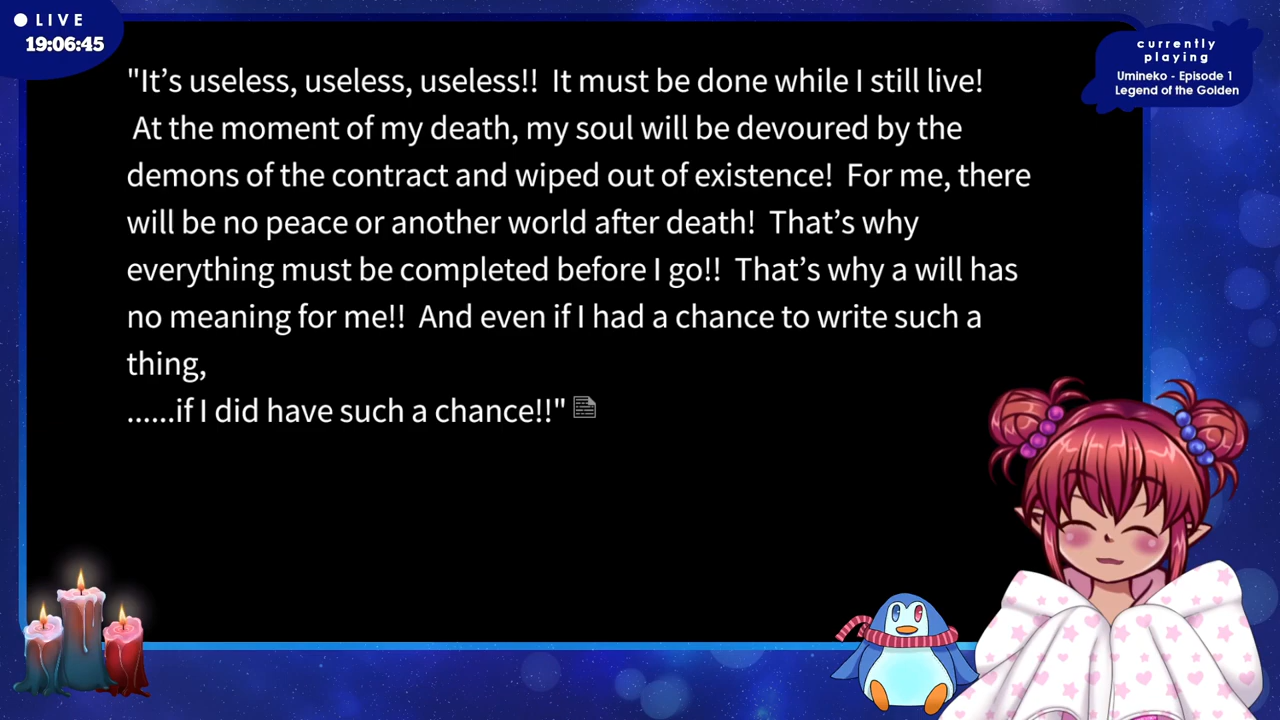 LIVE
19:06:45
currently
playing
Umineko - Episode 1
Legend of the Golden
"It’s useless, useless, useless!!  It must be done while I still live!
At the moment of my death, my soul will be devoured by the
demons of the contract and wiped out of existence!  For me, there
will be no peace or another world after death!  That’s why
everything must be completed before I go!!  That’s why a will has
no meaning for me!!  And even if I had a chance to write such a
thing,
......if I did have such a chance!!"